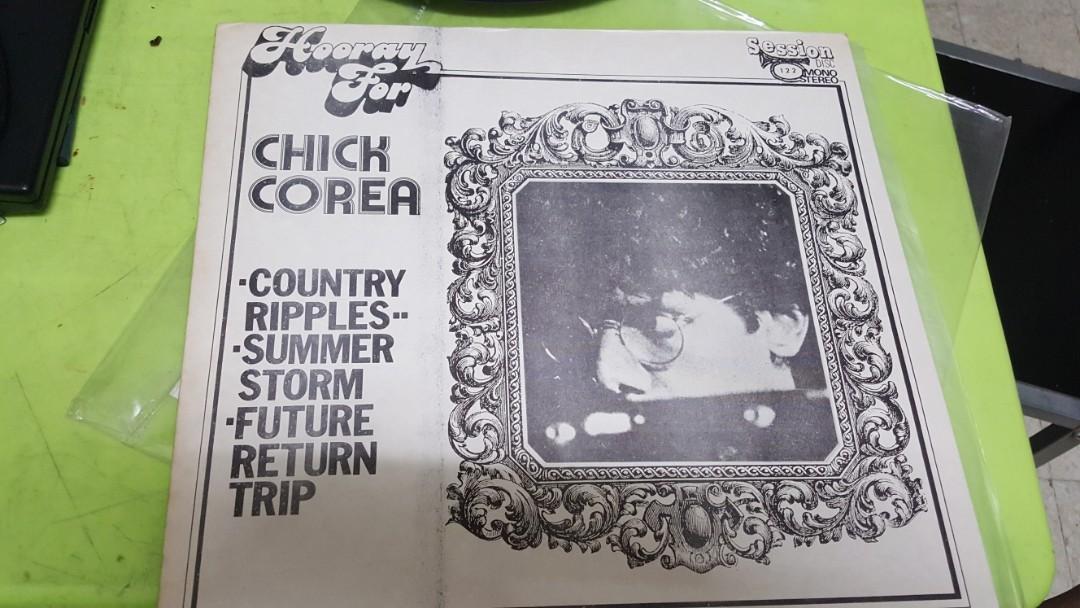 Hooray
For
Session
DISC
122
MONO
STEREO
CHICK
COREA
·COUNTRY
RIPPLES··
·SUMMER
STORM
·FUTURE
RETURN
TRIP